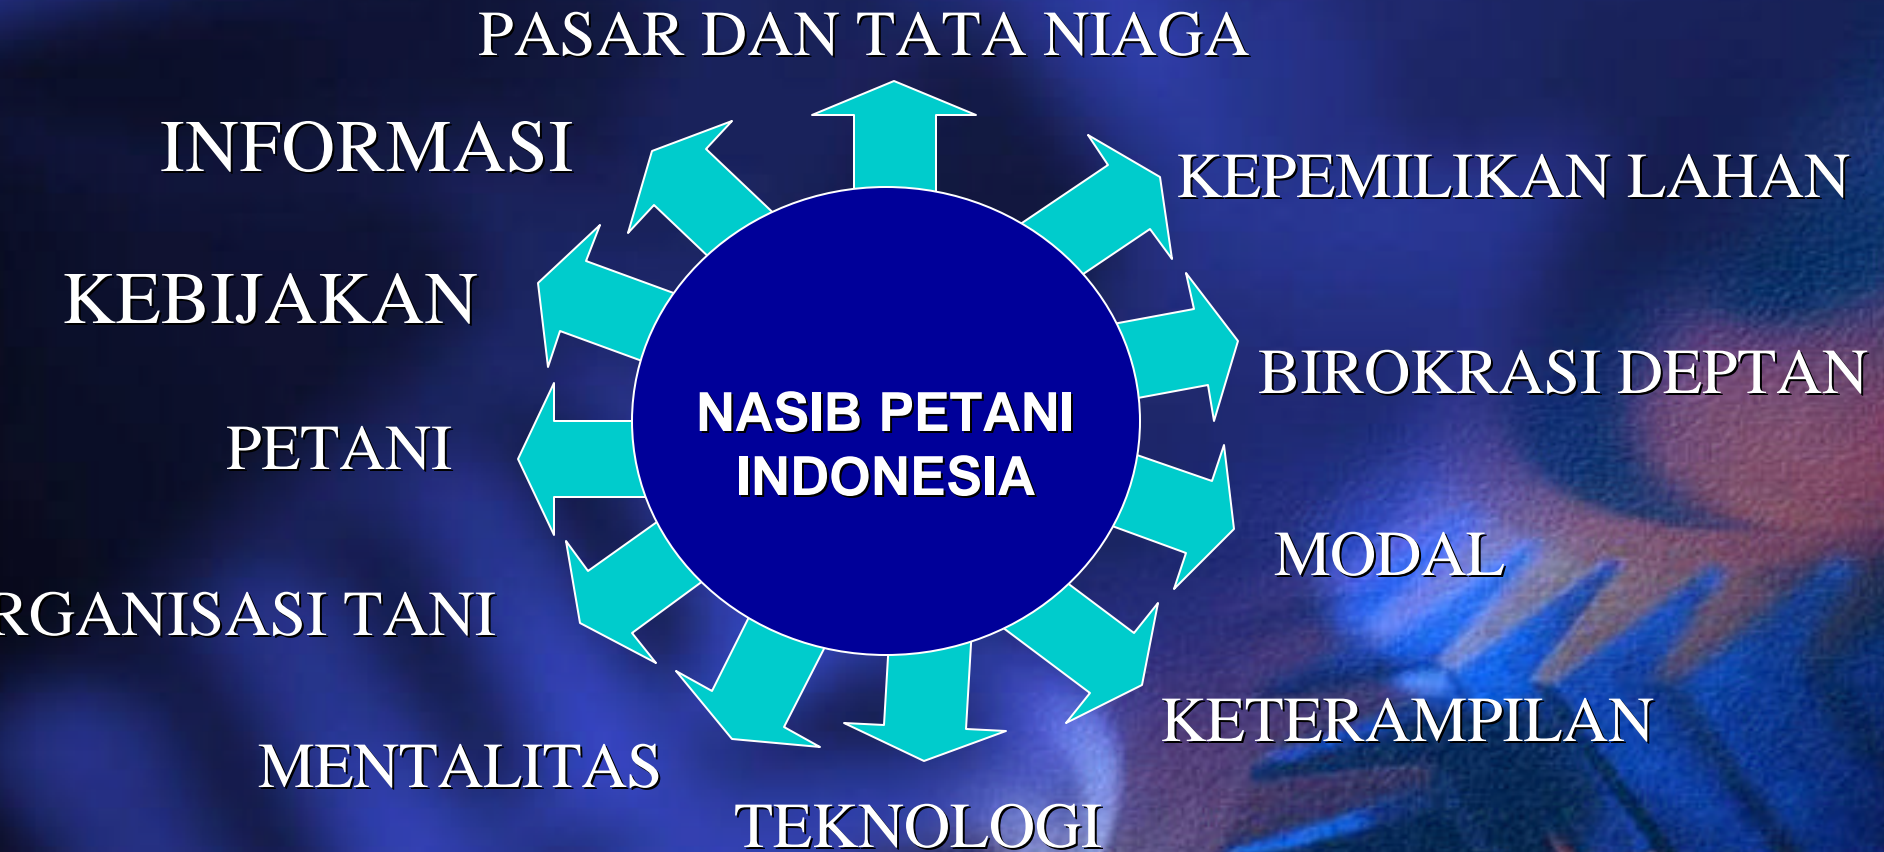 PASAR DAN TATA NIAGA
INFORMASI
KEPEMILIKAN LAHAN
KEBIJAKAN
BIROKRASI DEPTAN
NASIB PETANI
INDONESIA
PETANI
MODAL
RGANISASI TANI
KETERAMPILAN
MENTALITAS
TEKNOLOGI